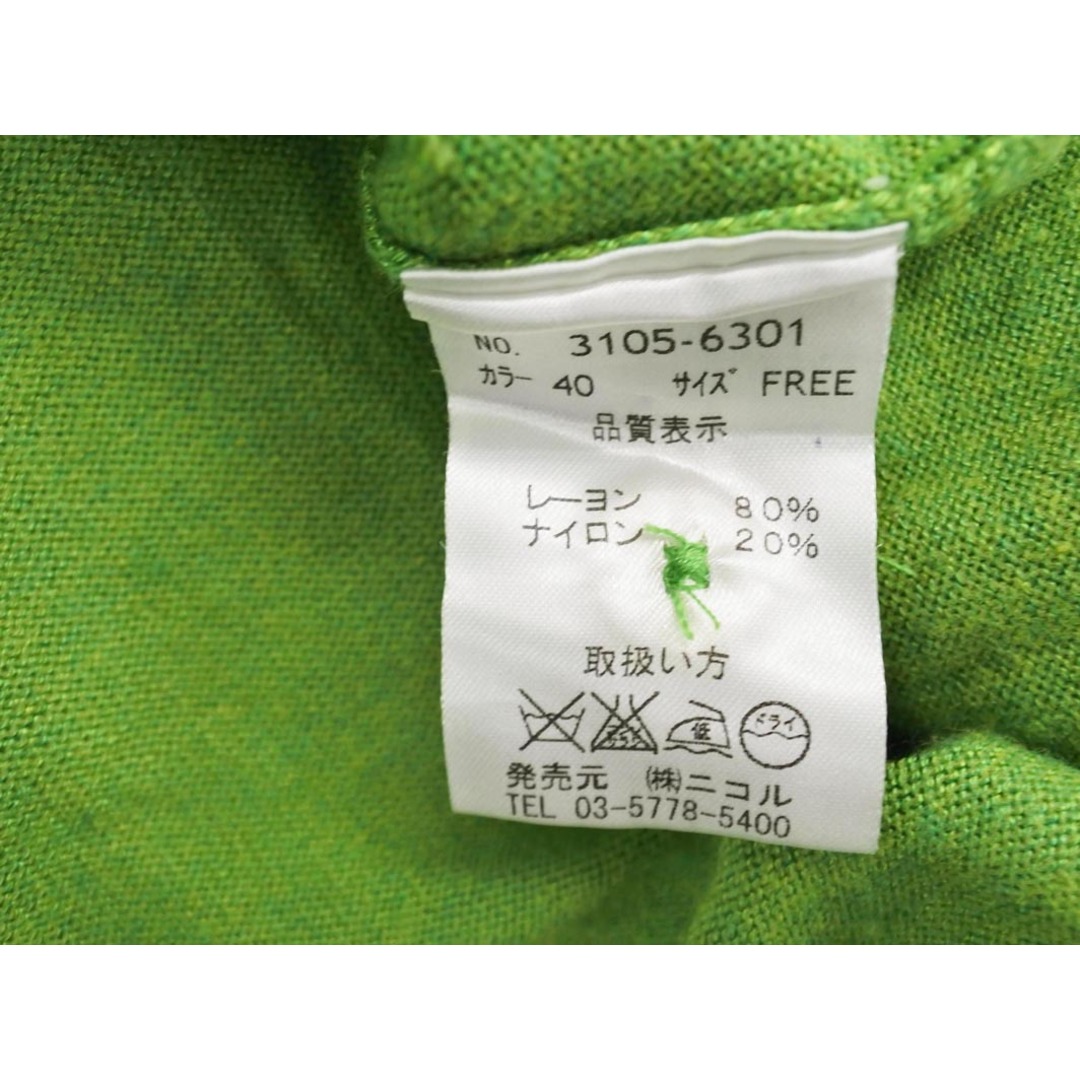 NO. 3105-6301
カラー 40 サイズ FREE
品質表示
レーヨン 80%
ナイロン 20%
取扱い方
低 ドライ
発売元 ㈱ニコル
TEL 03-5778-5400